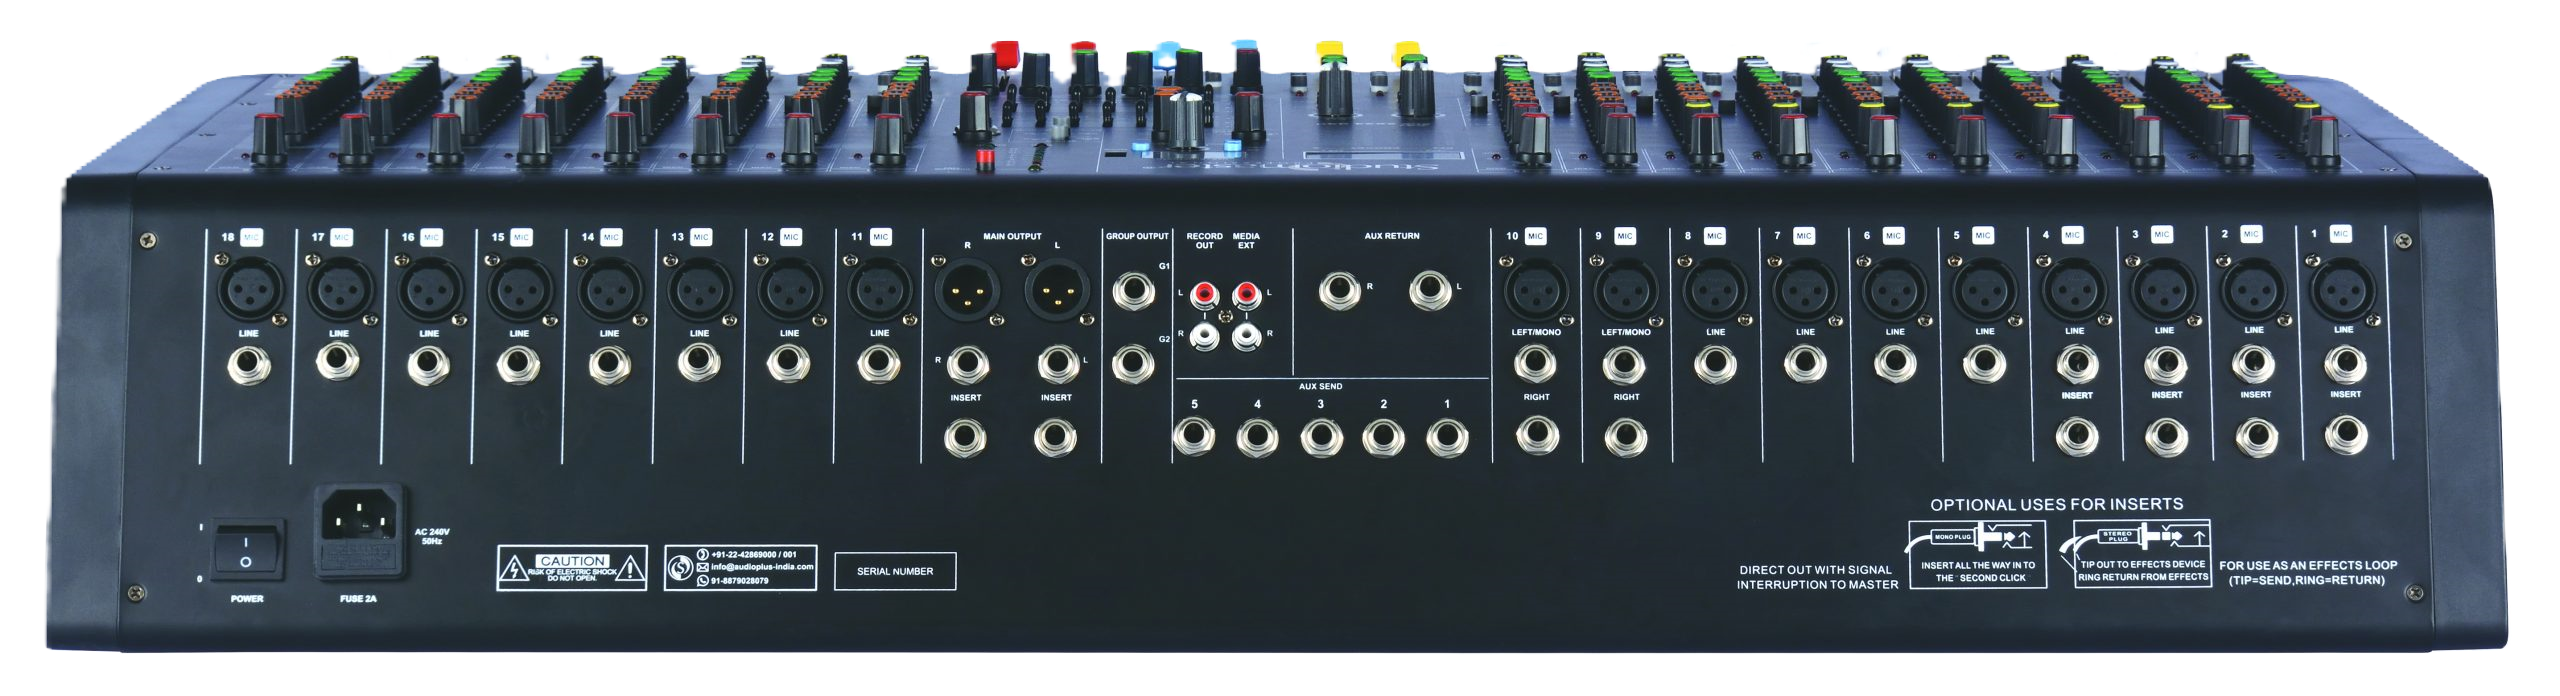 18 MIC
17 MIC
16 MIC
15 MIC
14 MIC
13 MIC
12 MIC
11 MIC
MAIN OUTPUT
R L
GROUP OUTPUT
RECORD OUT
MEDIA EXT
AUX RETURN
10 MIC
9 MIC
8 MIC
7 MIC
6 MIC
5 MIC
4 MIC
3 MIC
2 MIC
1 MIC
G1
L L
R L
LINE
LINE
LINE
LINE
LINE
LINE
LINE
LINE
G2
R R
LEFT/MONO
LEFT/MONO
LINE
LINE
LINE
LINE
LINE
LINE
LINE
LINE
R L
AUX SEND
INSERT
INSERT
5 4 3 2 1
RIGHT
RIGHT
INSERT
INSERT
INSERT
INSERT
I
I
O
0
POWER
AC 240V
50Hz
FUSE 2A
CAUTION
RISK OF ELECTRIC SHOCK
DO NOT OPEN.
+91-22-42869000 / 001
info@audioplus-india.com
91-8879028079
SERIAL NUMBER
OPTIONAL USES FOR INSERTS
DIRECT OUT WITH SIGNAL
INTERRUPTION TO MASTER
MONO PLUG
INSERT ALL THE WAY IN TO
THE SECOND CLICK
STEREO
PLUG
TIP OUT TO EFFECTS DEVICE
RING RETURN FROM EFFECTS
FOR USE AS AN EFFECTS LOOP
(TIP=SEND,RING=RETURN)